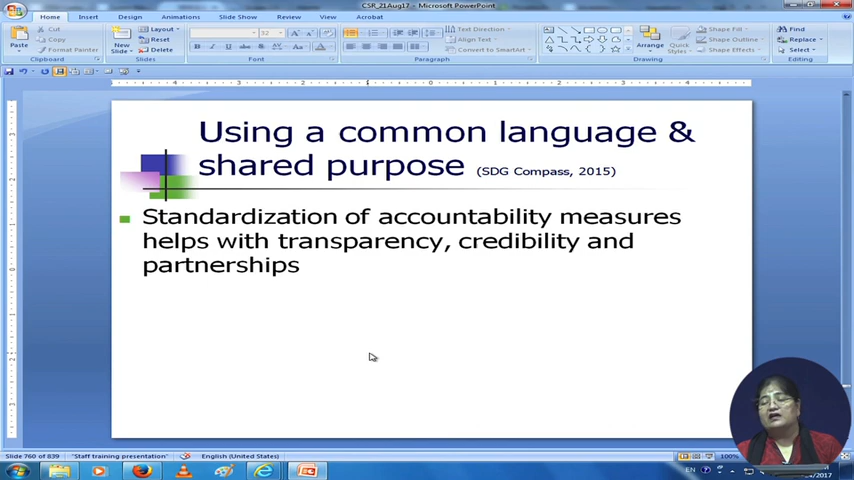 CSR_21Aug17 - Microsoft PowerPoint
Home Insert Design Animations Slide Show Review View Acrobat
Paste
Cut
Copy
Format Painter
Clipboard
New Slide
Layout
Reset
Delete
Slides
32
Font
Paragraph
Text Direction
Align Text
Convert to SmartArt
Arrange
Quick Styles
Shape Fill
Shape Outline
Shape Effects
Drawing
Find
Replace
Select
Editing
Using a common language &
shared purpose (SDG Compass, 2015)
Standardization of accountability measures
helps with transparency, credibility and
partnerships
Slide 760 of 839 "Staff training presentation" English (United States) 100%
EN